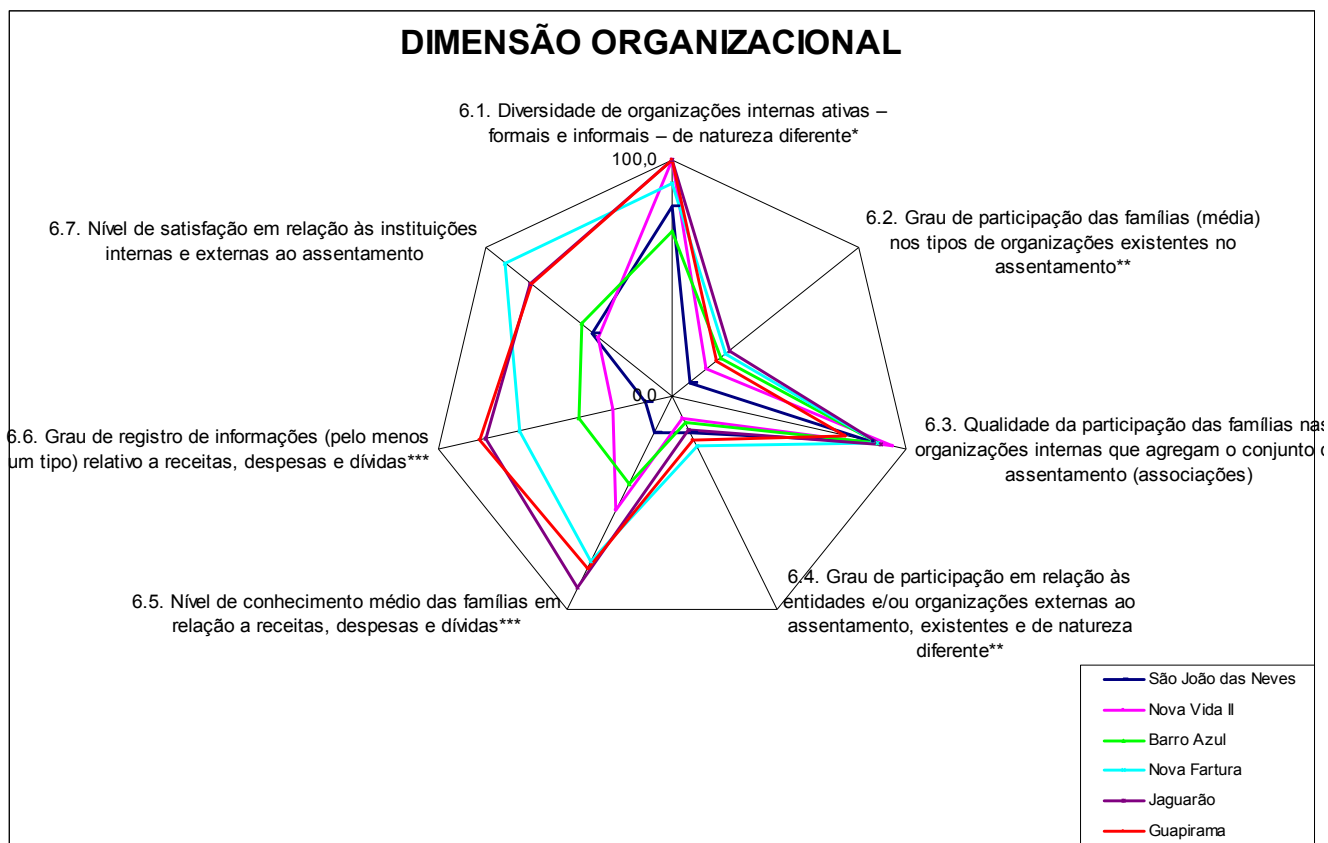 DIMENSÃO ORGANIZACIONAL
6.1. Diversidade de organizações internas ativas –
formais e informais – de natureza diferente*
100,0
6.2. Grau de participação das famílias (média)
nos tipos de organizações existentes no
assentamento**
6.7. Nível de satisfação em relação às instituições
internas e externas ao assentamento
0,0
6.3. Qualidade da participação das famílias nas
organizações internas que agregam o conjunto
assentamento (associações)
6.6. Grau de registro de informações (pelo menos
um tipo) relativo a receitas, despesas e dívidas***
6.4. Grau de participação em relação às
entidades e/ou organizações externas ao
assentamento, existentes e de natureza
diferente**
6.5. Nível de conhecimento médio das famílias em
relação a receitas, despesas e dívidas***
São João das Neves
Nova Vida II
Barro Azul
Nova Fartura
Jaguarão
Guapirama